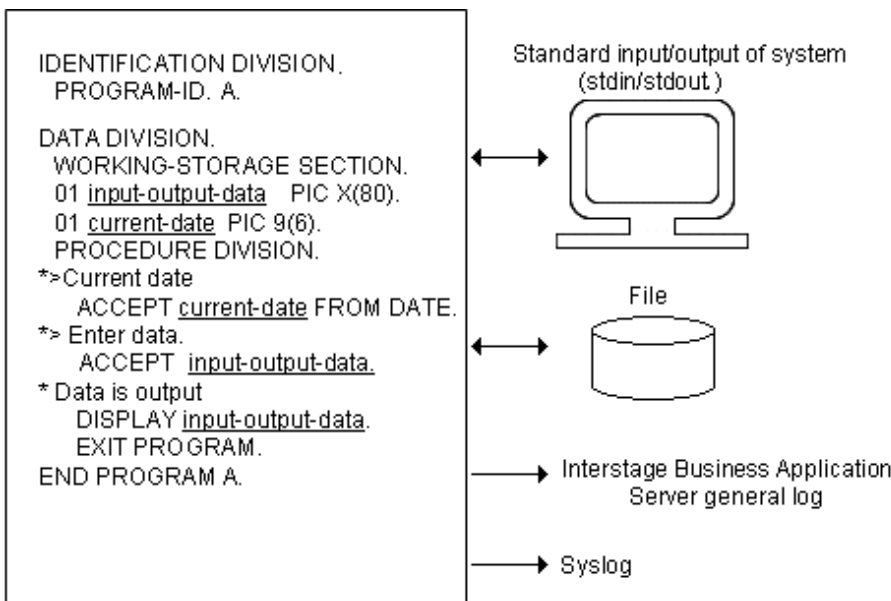 IDENTIFICATION DIVISION.
PROGRAM-ID. A.
DATA DIVISION.
WORKING-STORAGE SECTION.
01 input-output-data PIC X(80).
01 current-date PIC 9(6).
PROCEDURE DIVISION.
*>Current date
ACCEPT current-date FROM DATE.
*> Enter data.
ACCEPT input-output-data.
* Data is output
DISPLAY input-output-data.
EXIT PROGRAM.
END PROGRAM A.
Standard input/output of system
(stdin/stdout.)
File
Interstage Business Application
Server general log
Syslog